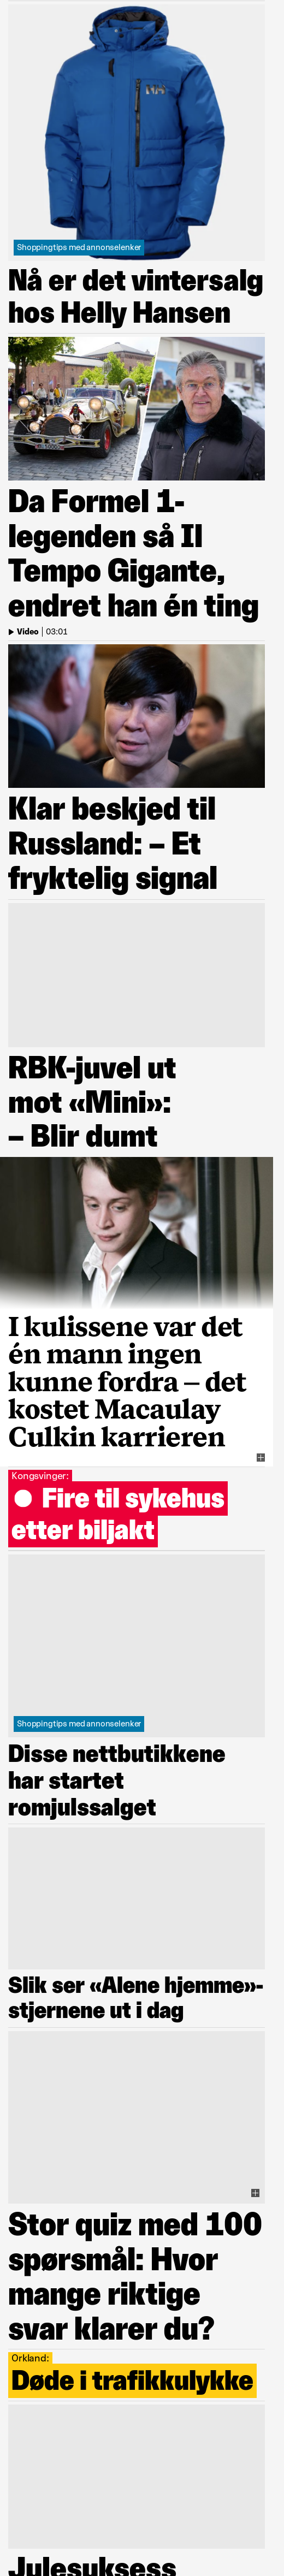 HH
Shoppingtips med annonselenker
Nå er det vintersalg
hos Helly Hansen
Da Formel 1-
legenden så Il
Tempo Gigante,
endret han én ting
Video | 03:01
Klar beskjed til
Russland: – Et
fryktelig signal
RBK-juvel ut
mot «Mini»:
– Blir dumt
I kulissene var det
én mann ingen
kunne fordra – det
kostet Macaulay
Culkin karrieren
Kongsvinger:
Fire til sykehus
etter biljakt
Shoppingtips med annonselenker
Disse nettbutikkene
har startet
romjulssalget
Slik ser «Alene hjemme»-
stjernene ut i dag
Stor quiz med 100
spørsmål: Hvor
mange riktige
svar klarer du?
Orkland:
Døde i trafikkulykke
Julesuksess